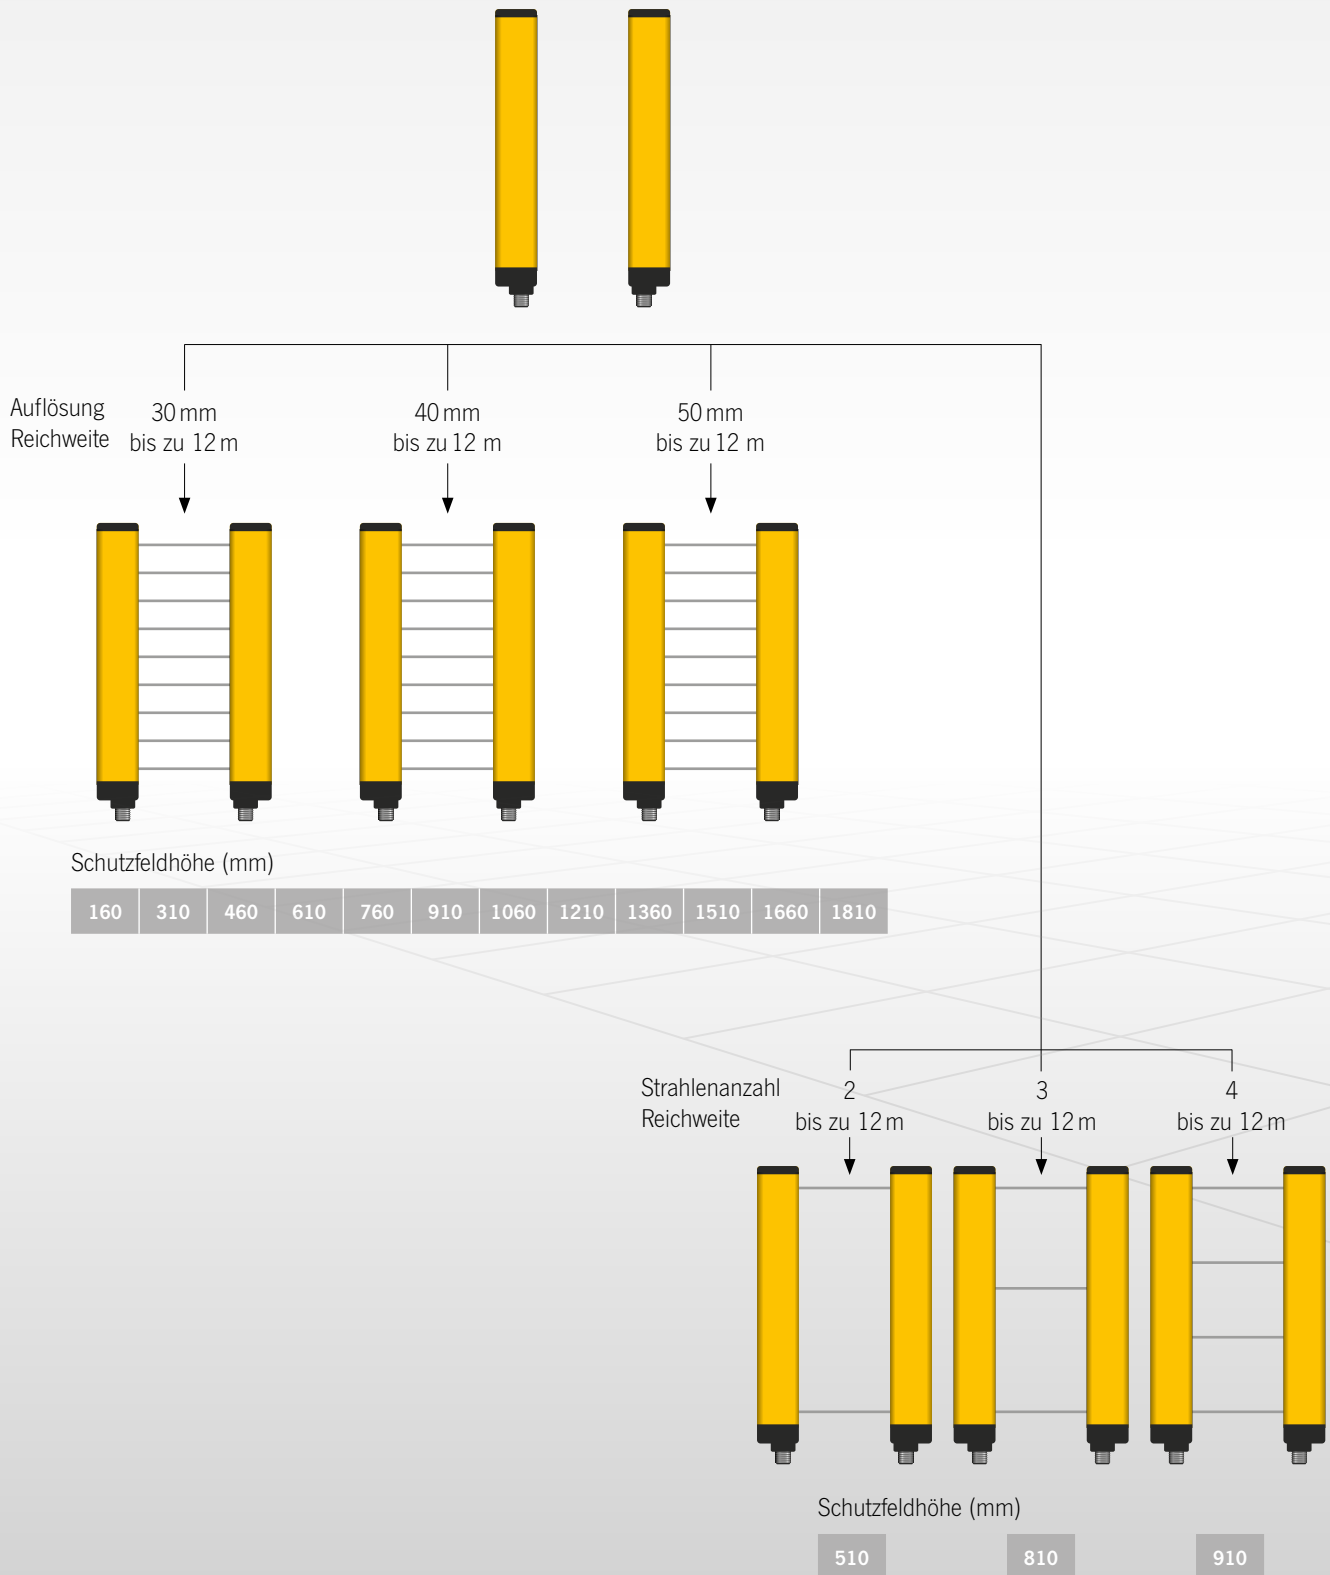 Auflösung
Reichweite
30 mm
bis zu 12 m
40 mm
bis zu 12 m
50 mm
bis zu 12 m
Schutzfeldhöhe (mm)
160 310 460 610 760 910 1060 1210 1360 1510 1660 1810
Strahlenanzahl
Reichweite
2
bis zu 12 m
3
bis zu 12 m
4
bis zu 12 m
Schutzfeldhöhe (mm)
510 810 910